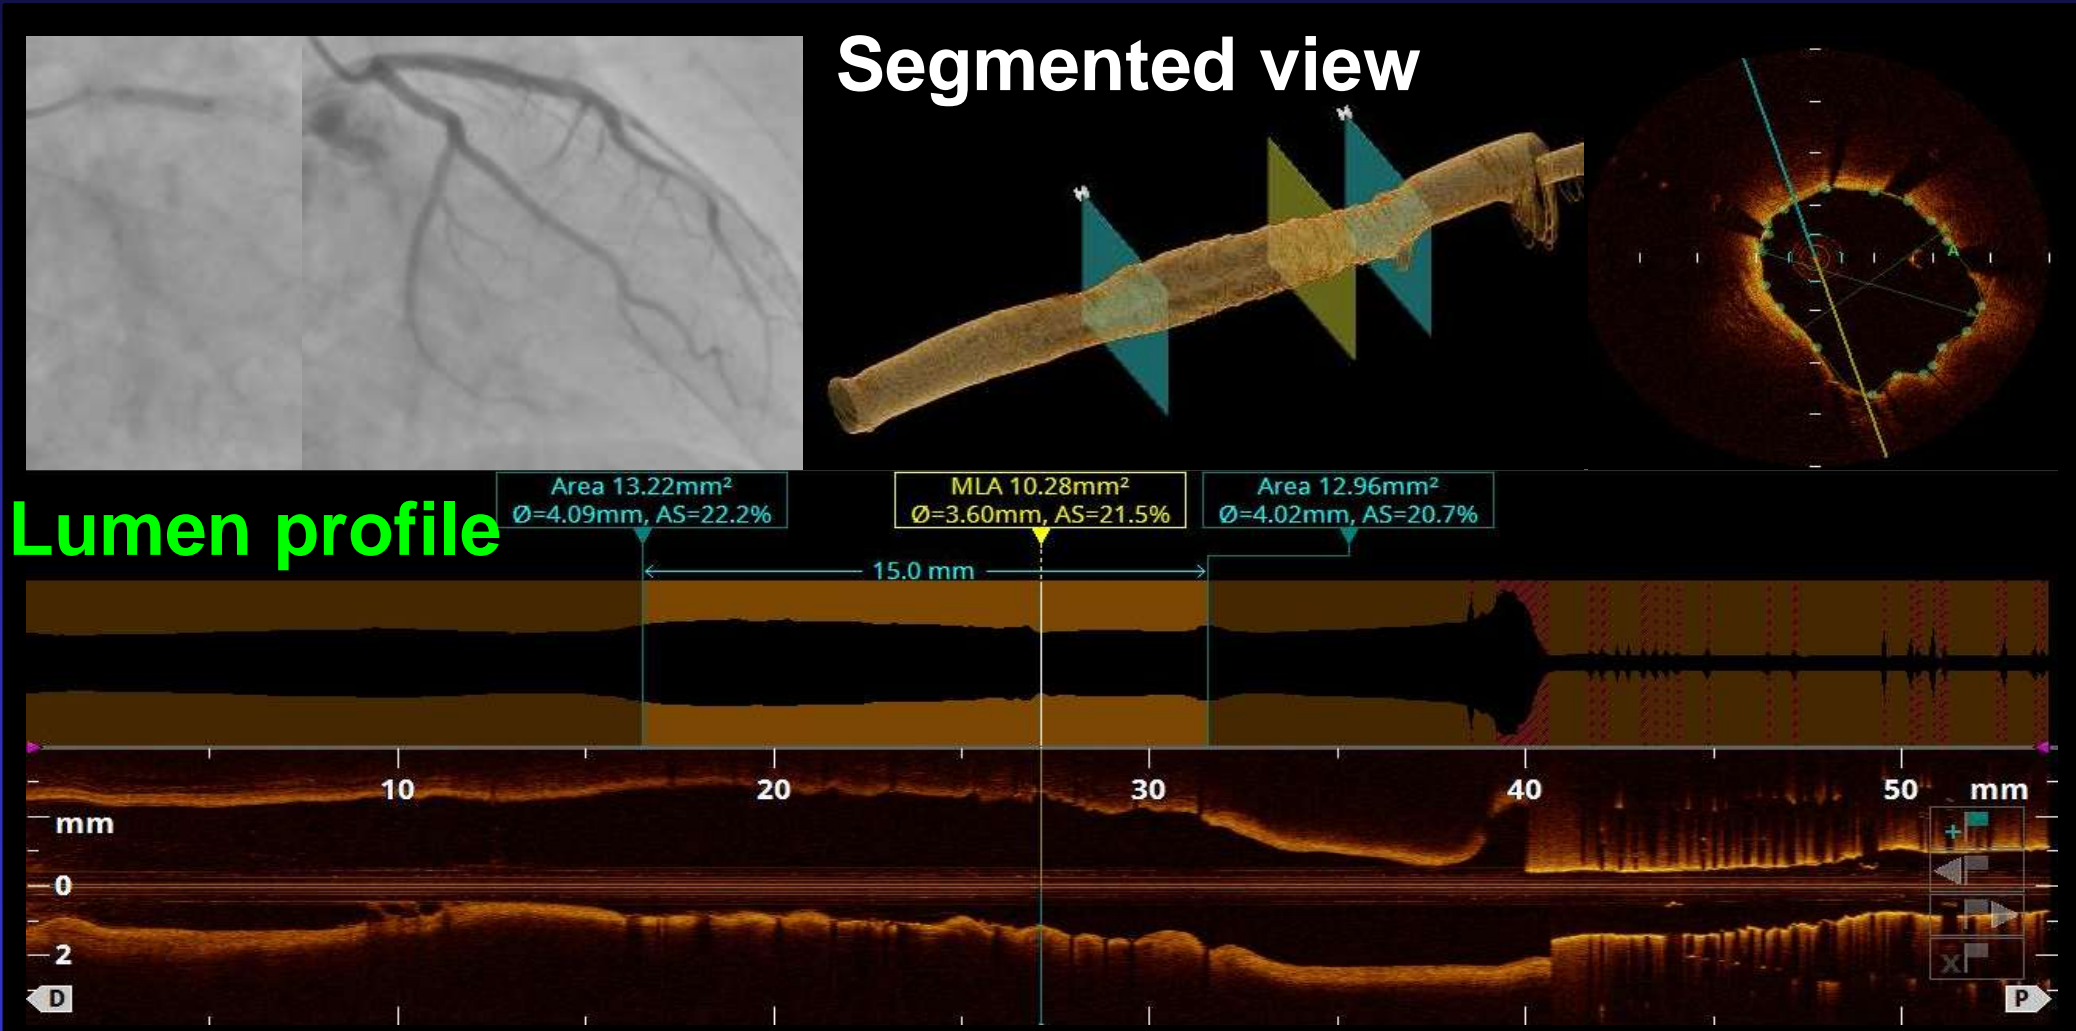 Segmented view
A
Area 13.22mm²
Ø=4.09mm, AS=22.2%
MLA 10.28mm²
Ø=3.60mm, AS=21.5%
Area 12.96mm²
Ø=4.02mm, AS=20.7%
Lumen profile
15.0 mm
10
20
30
40
50
mm
mm
0
2
+
x
D
P